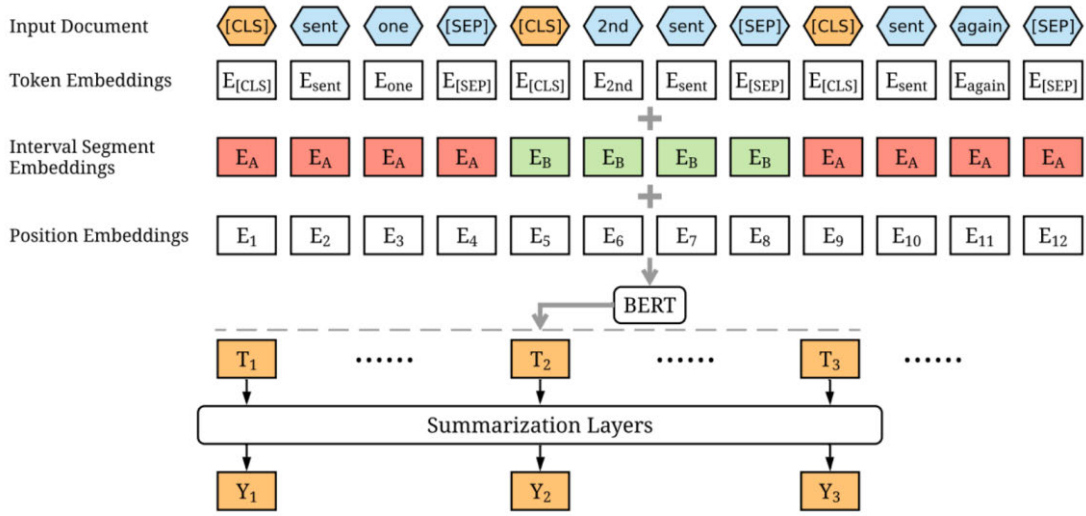 Input Document [CLS] sent one [SEP] [CLS] 2nd sent [SEP] [CLS] sent again [SEP]
Token Embeddings E[CLS] Esent Eone E[SEP] E[CLS] E2nd Esent E[SEP] E[CLS] Esent Eagain E[SEP]
+
Interval Segment
Embeddings EA EA EA EA EB EB EB EB EA EA EA EA
+
Position Embeddings E1 E2 E3 E4 E5 E6 E7 E8 E9 E10 E11 E12
BERT
T1 ...... T2 ...... T3 ......
Summarization Layers
Y1 Y2 Y3